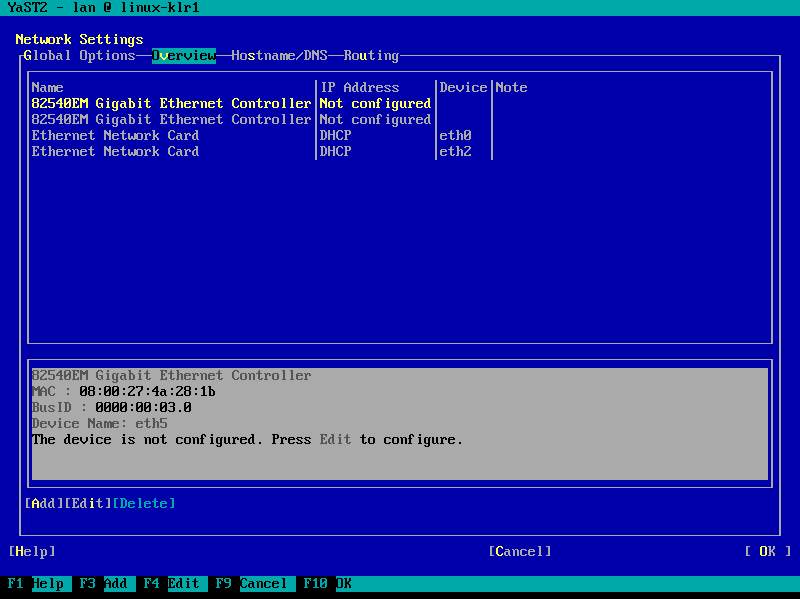 YaST2 - lan @ linux-klr1
Network Settings
Global Options Overview Hostname/DNS Routing
Name IP Address Device Note
82540EM Gigabit Ethernet Controller Not configured
82540EM Gigabit Ethernet Controller Not configured
Ethernet Network Card DHCP eth0
Ethernet Network Card DHCP eth2
82540EM Gigabit Ethernet Controller
MAC : 08:00:27:4a:28:1b
BusID : 0000:00:03.0
Device Name: eth5
The device is not configured. Press Edit to configure.
[Add][Edit][Delete]
[Help] [Cancel] [ OK ]
F1 Help F3 Add F4 Edit F9 Cancel F10 OK